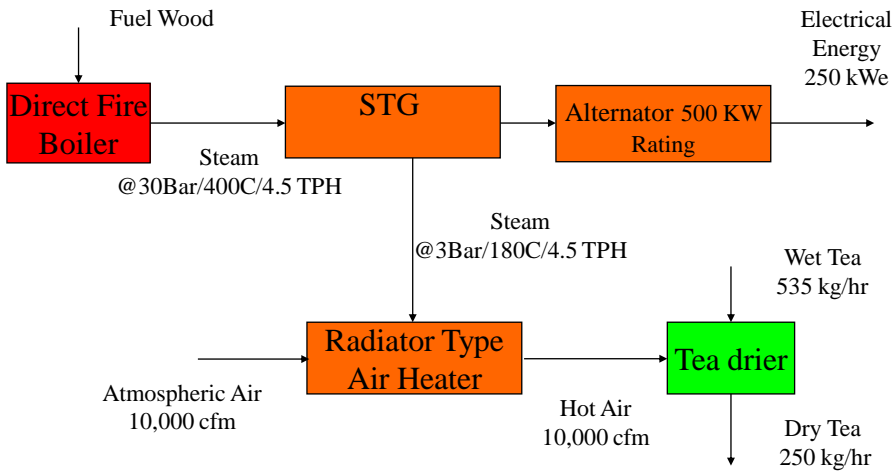 Fuel Wood
Electrical
Energy
250 kWe
Direct Fire
Boiler
STG
Alternator 500 KW
Rating
Steam
@30Bar/400C/4.5 TPH
Steam
@3Bar/180C/4.5 TPH
Wet Tea
535 kg/hr
Radiator Type
Air Heater
Tea drier
Atmospheric Air
10,000 cfm
Hot Air
10,000 cfm
Dry Tea
250 kg/hr